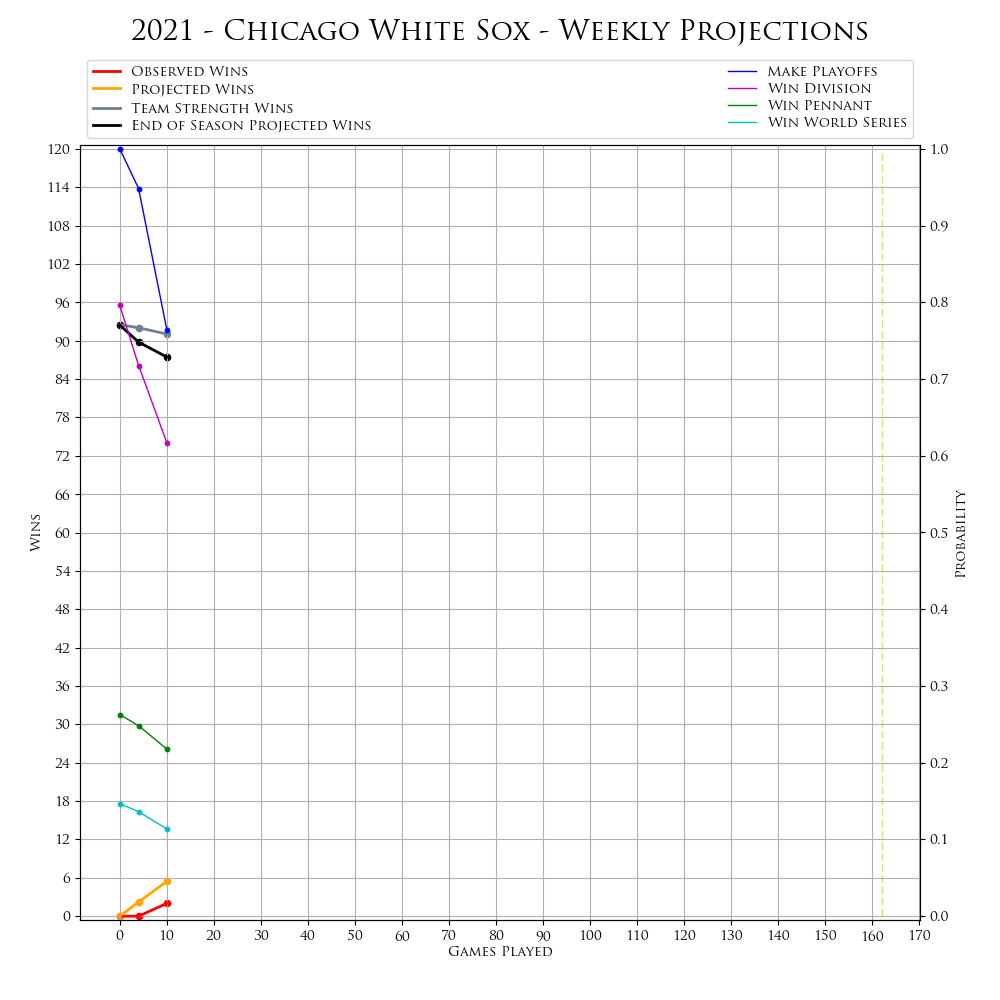 2021 - Chicago White Sox - Weekly Projections
Observed Wins
Projected Wins
Team Strength Wins
End of Season Projected Wins
Make Playoffs
Win Division
Win Pennant
Win World Series
120
114
108
102
96
90
84
78
72
66
60
54
48
42
36
30
24
18
12
6
0
Wins
1.0
0.9
0.8
0.7
0.6
0.5
0.4
0.3
0.2
0.1
0.0
Probability
0 10 20 30 40 50 60 70 80 90 100 110 120 130 140 150 160 170
Games Played